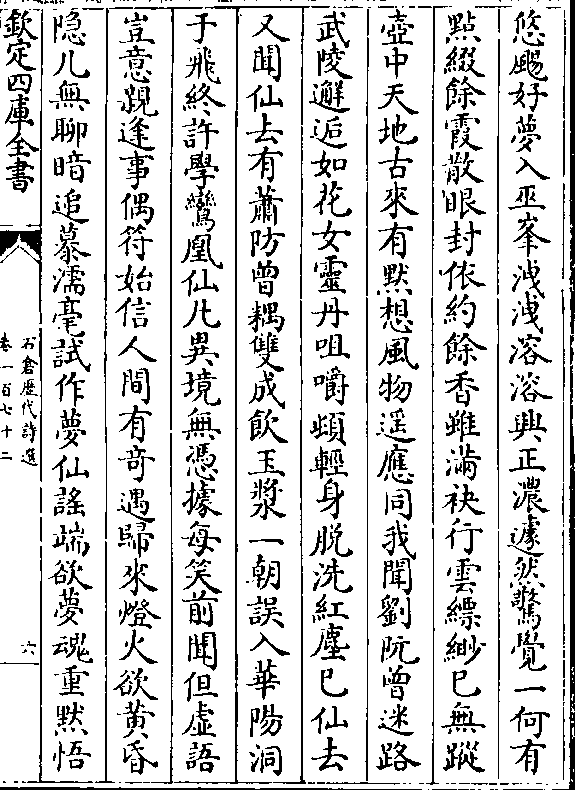 悠颺好夢入巫峯洩洩溶溶興正濃遽然驚覺一何有
點綴餘霞散眼封依約餘香雖滿袂行雲縹緲已無蹤
壺中天地古來有默想風物遥應同我聞劉阮曾迷路
武陵邂逅如花女靈丹咀嚼頓輕身脱洗紅塵已仙去
又聞仙去有蕭防曾耦雙成飲玉漿一朝誤入華陽洞
于飛終許學鸞凰仙凡異境無憑據每笑前聞但虚語
豈意親逢事偶符始信人間有竒遇歸來燈火欲黄昏
隐几無聊暗追慕濡毫試作夢仙謠端欲夢魂重默悟
欽定四庫全書
石倉歴代詩選
卷一百七十二
六